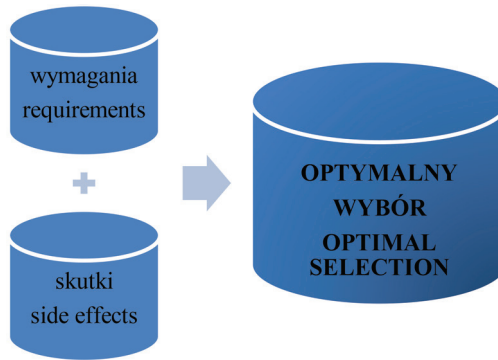 wymagania
requirements
+
skutki
side effects
OPTYMALNY
WYBÓR
OPTIMAL
SELECTION